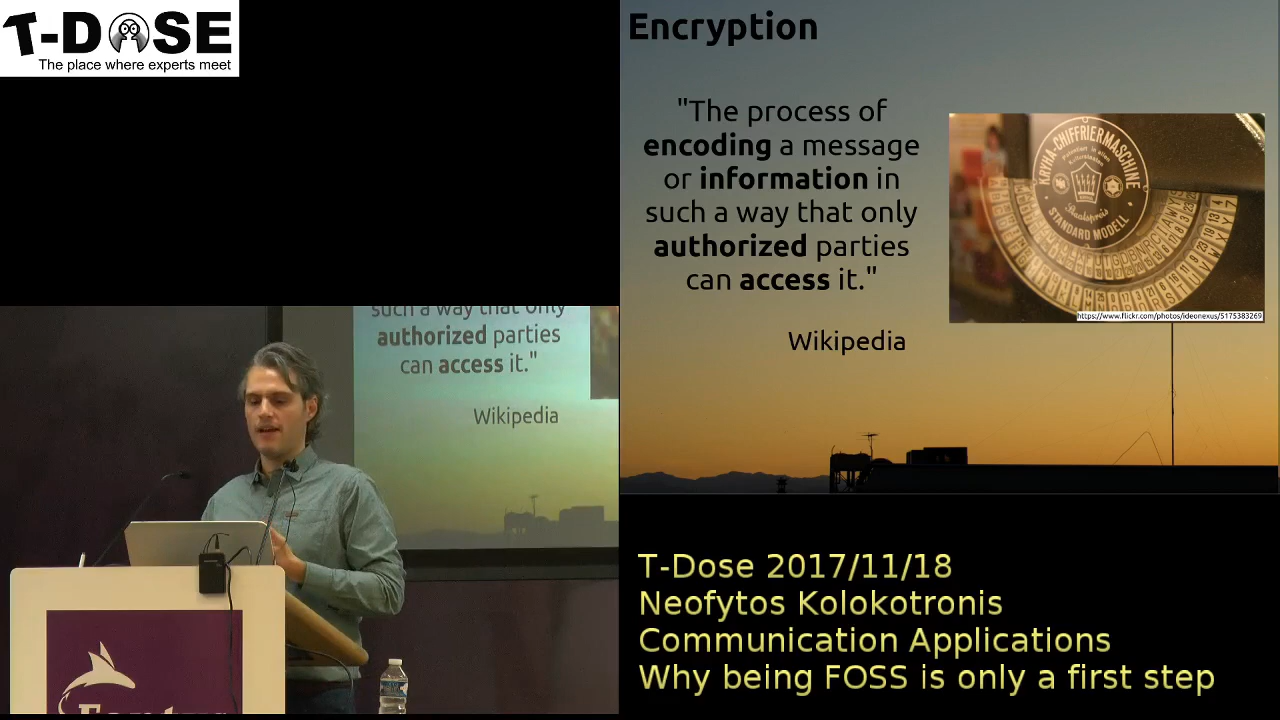 T-DOSE
The place where experts meet
Encryption
"The process of
encoding a message
or information in
such a way that only
authorized parties
can access it."
Wikipedia
KRYHA-CHIFFRIERMASCHINE
Staatspreis
STANDARD MODELL
https://www.flickr.com/photos/ideonexus/5175383269
such a way that only
authorized parties
can access it."
Wikipedia
T-Dose 2017/11/18
Neofytos Kolokotronis
Communication Applications
Why being FOSS is only a first step